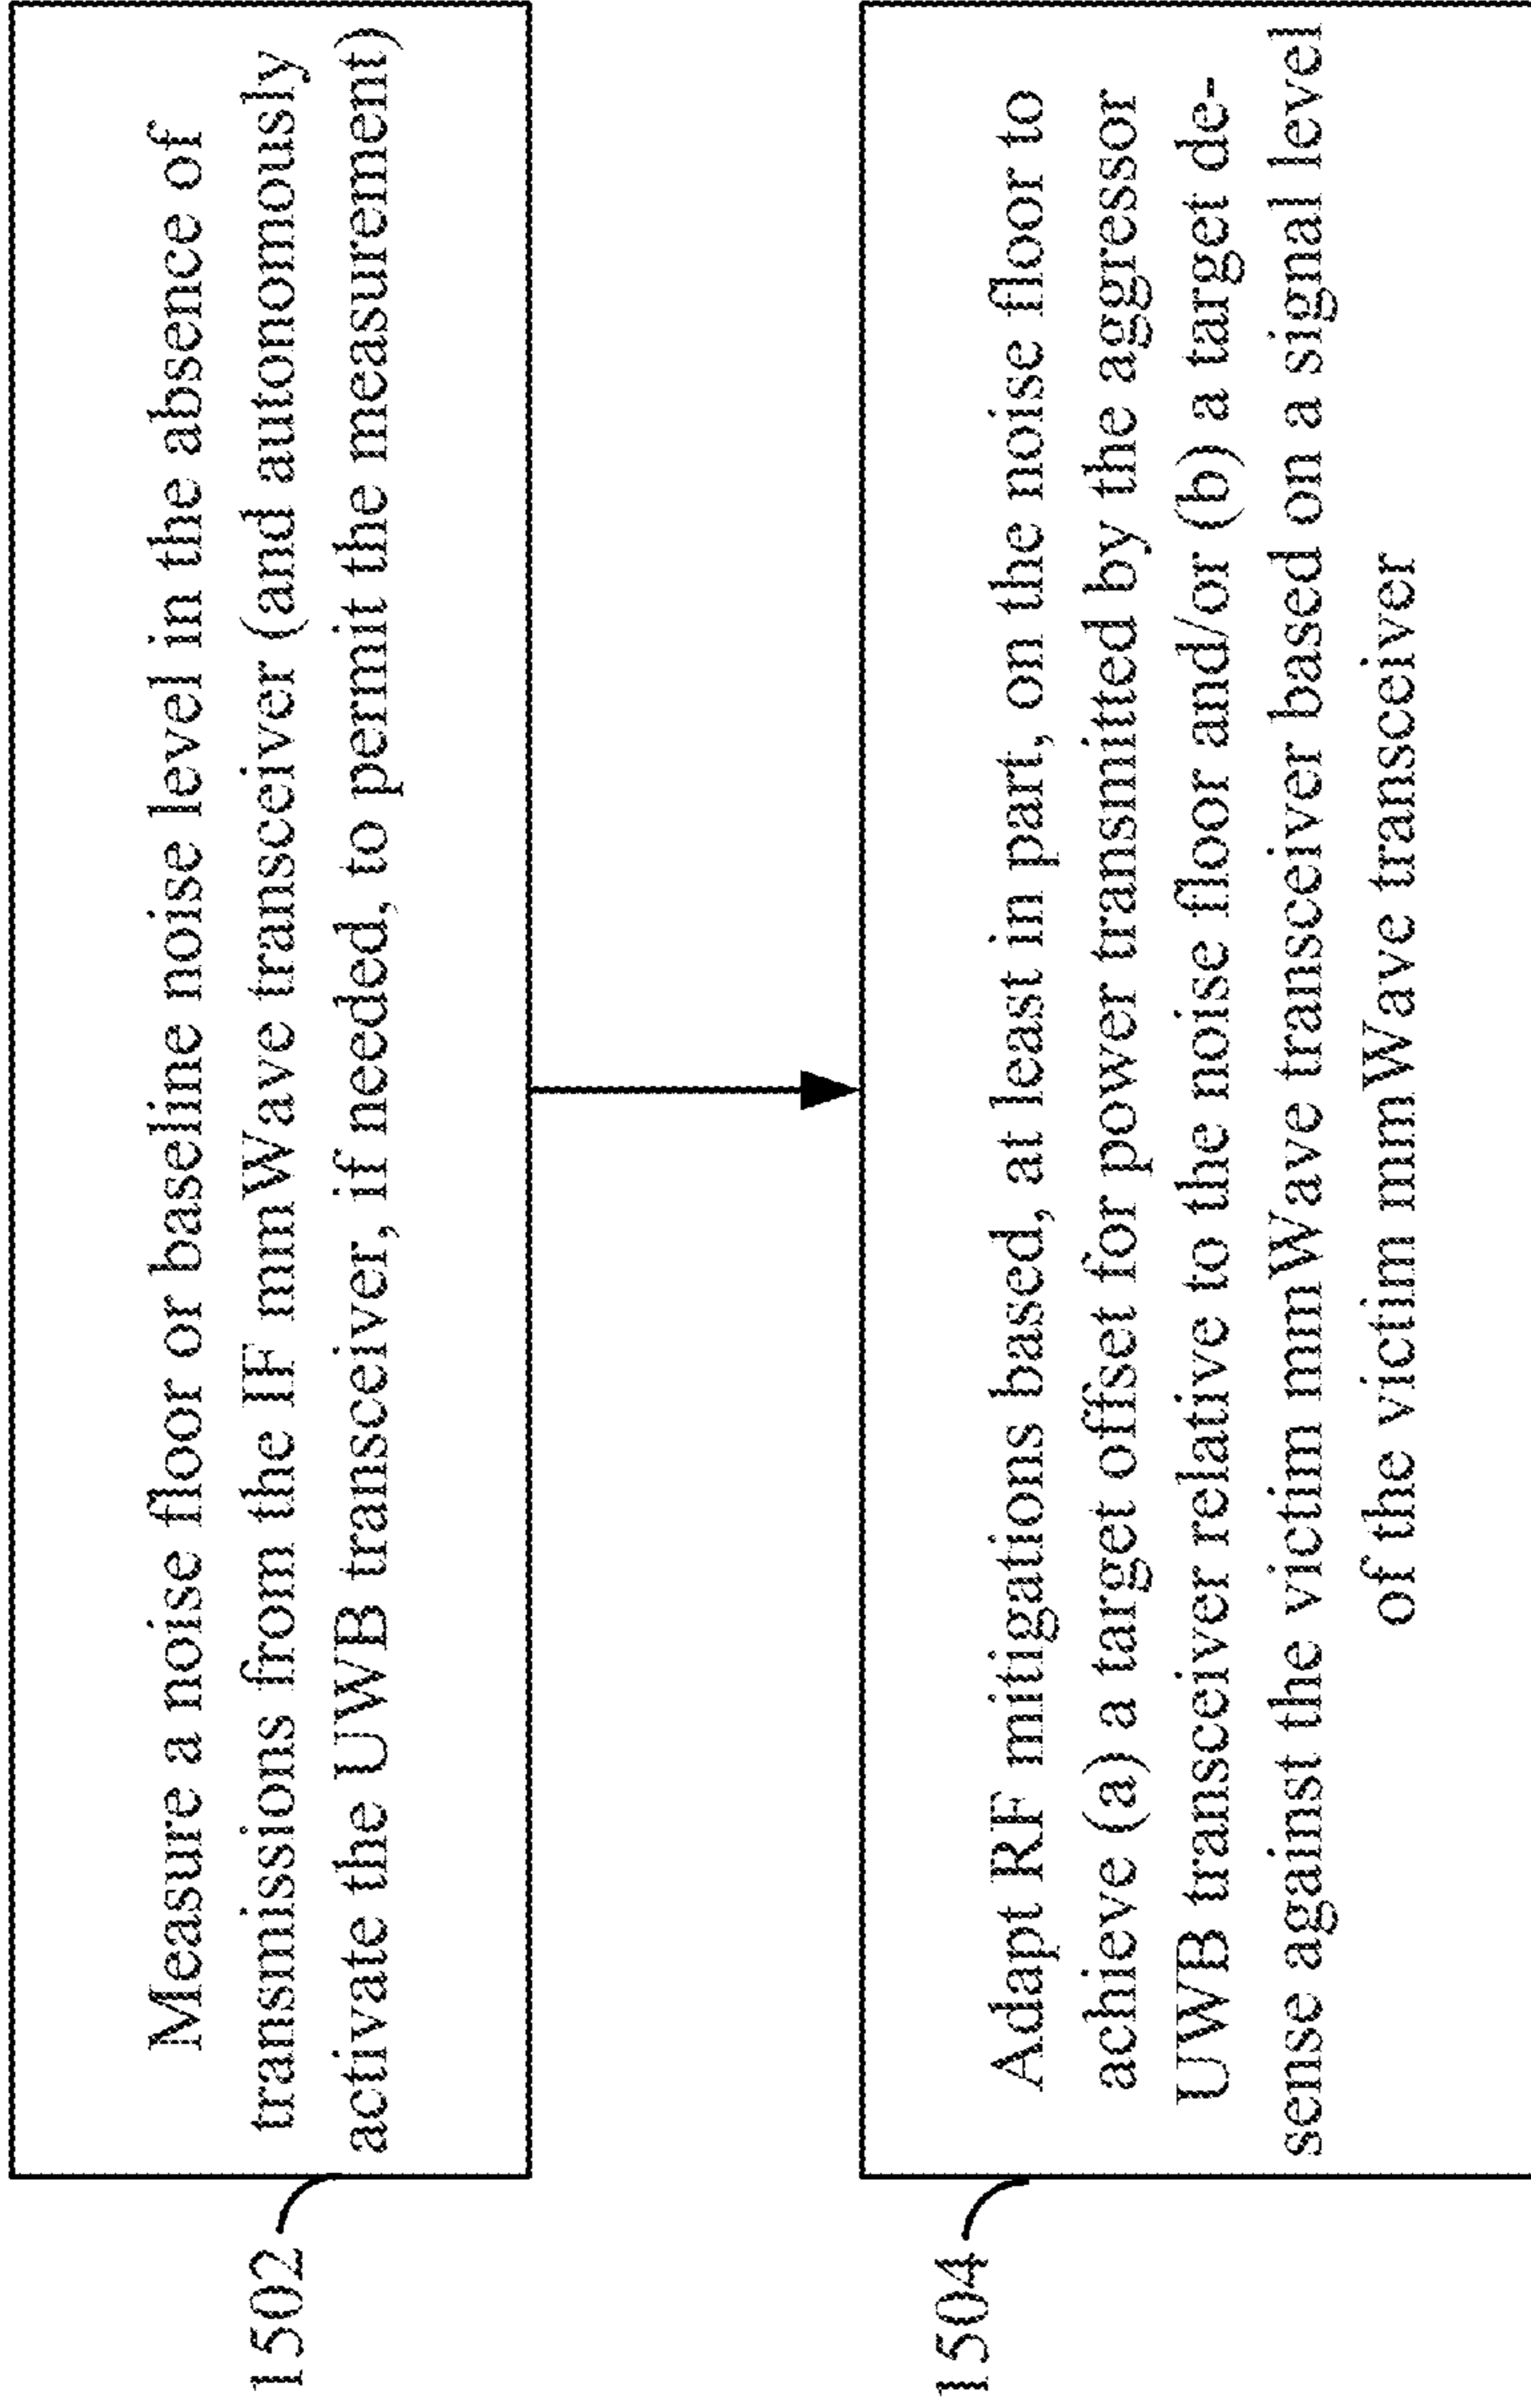 1502
Measure a noise floor or baseline noise level in the absence of
transmissions from the IF mmWave transceiver (and autonomously
activate the UWB transceiver, if needed, to permit the measurement)
1504
Adapt RF mitigations based, at least in part, on the noise floor to
achieve (a) a target offset for power transmitted by the aggressor
UWB transceiver relative to the noise floor and/or (b) a target de-
sense against the victim mmWave transceiver based on a signal level
of the victim mmWave transceiver